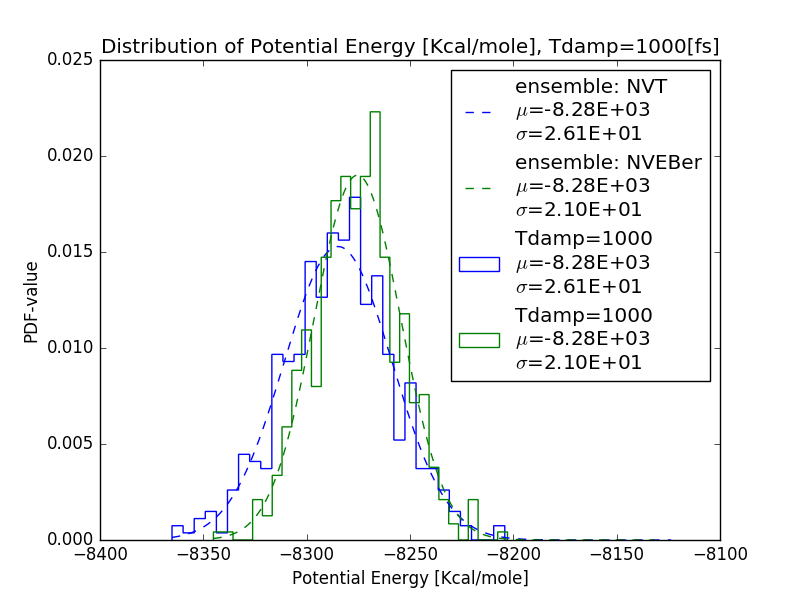 Distribution of Potential Energy [Kcal/mole], Tdamp=1000[fs]
0.025
0.020
0.015
0.010
0.005
0.000
PDF-value
ensemble: NVT
μ=-8.28E+03
σ=2.61E+01
ensemble: NVEBer
μ=-8.28E+03
σ=2.10E+01
Tdamp=1000
μ=-8.28E+03
σ=2.61E+01
Tdamp=1000
μ=-8.28E+03
σ=2.10E+01
−8400 −8350 −8300 −8250 −8200 −8150 −8100
Potential Energy [Kcal/mole]